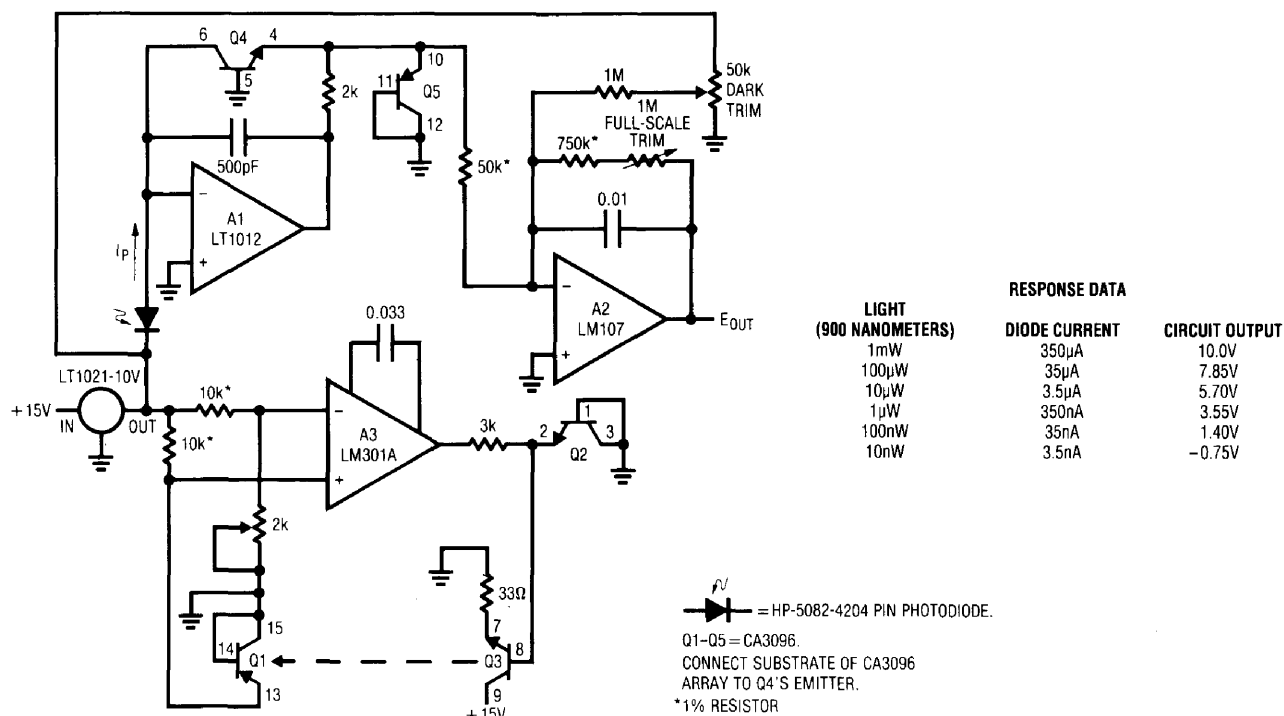 6
Q4
4
5
2k
10
11
Q5
12
500pF
50k*
1M
50k
DARK
TRIM
1M
FULL-SCALE
TRIM
750k*
0.01
−
A1
LT1012
+
Ip
−
A2
LM107
+
EOUT
LT1021-10V
+15V
IN
OUT
10k*
10k*
0.033
−
A3
LM301A
+
3k
2
1
3
Q2
2k
33Ω
15
14
Q1
13
7
Q3
8
9
+15V
RESPONSE DATA
LIGHT
(900 NANOMETERS) DIODE CURRENT CIRCUIT OUTPUT
1mW 350µA 10.0V
100µW 35µA 7.85V
10µW 3.5µA 5.70V
1µW 350nA 3.55V
100nW 35nA 1.40V
10nW 3.5nA −0.75V
= HP-5082-4204 PIN PHOTODIODE.
Q1-Q5 = CA3096.
CONNECT SUBSTRATE OF CA3096
ARRAY TO Q4'S EMITTER.
*1% RESISTOR